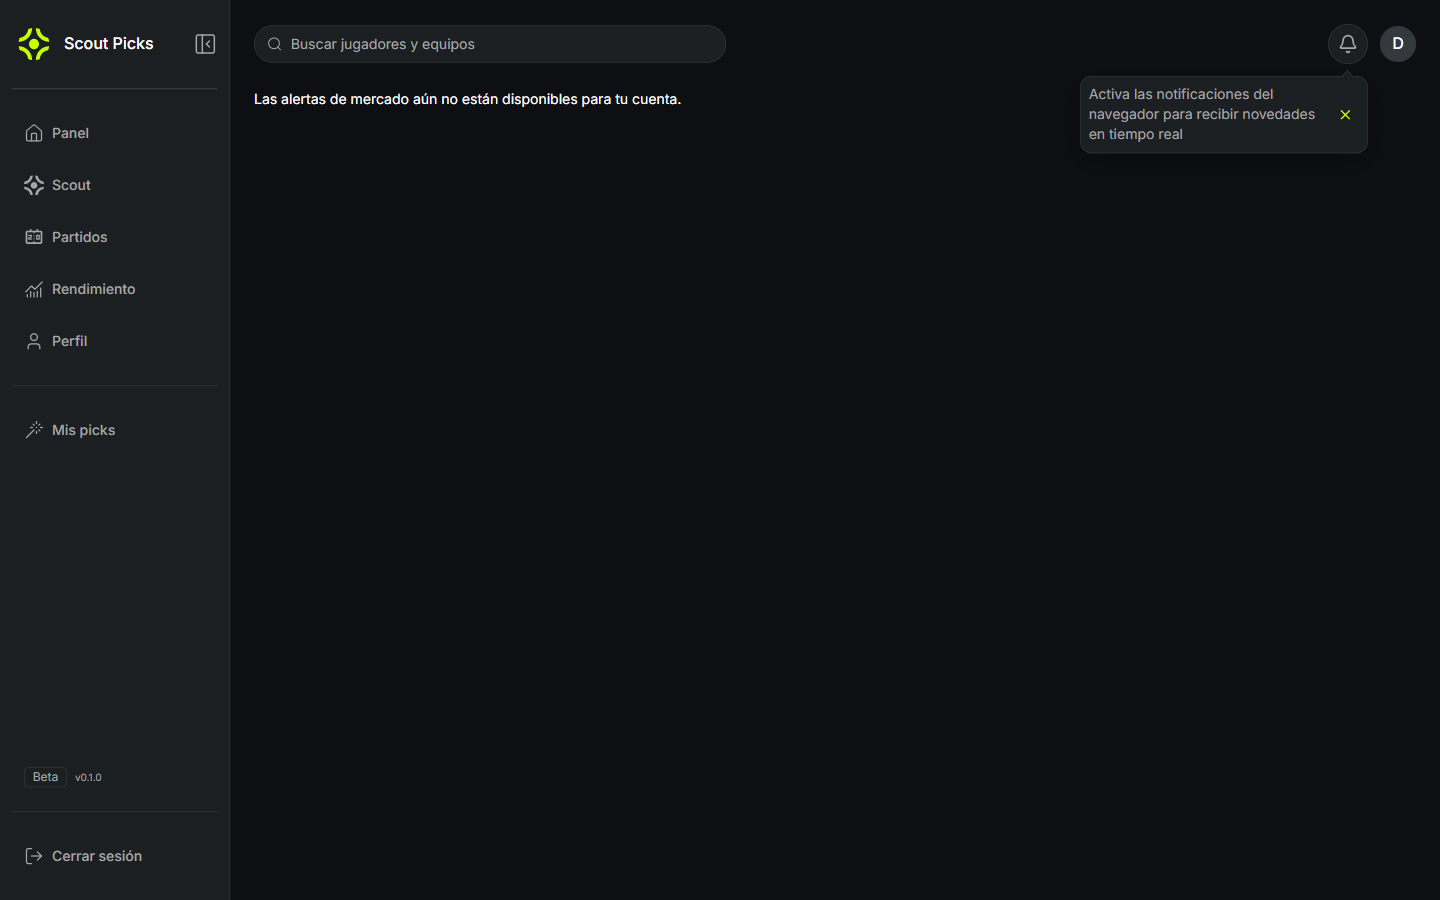 Scout Picks
Buscar jugadores y equipos
D
Las alertas de mercado aún no están disponibles para tu cuenta.
Activa las notificaciones del
navegador para recibir novedades
en tiempo real
Panel
Scout
Partidos
Rendimiento
Perfil
Mis picks
Beta v0.1.0
Cerrar sesión